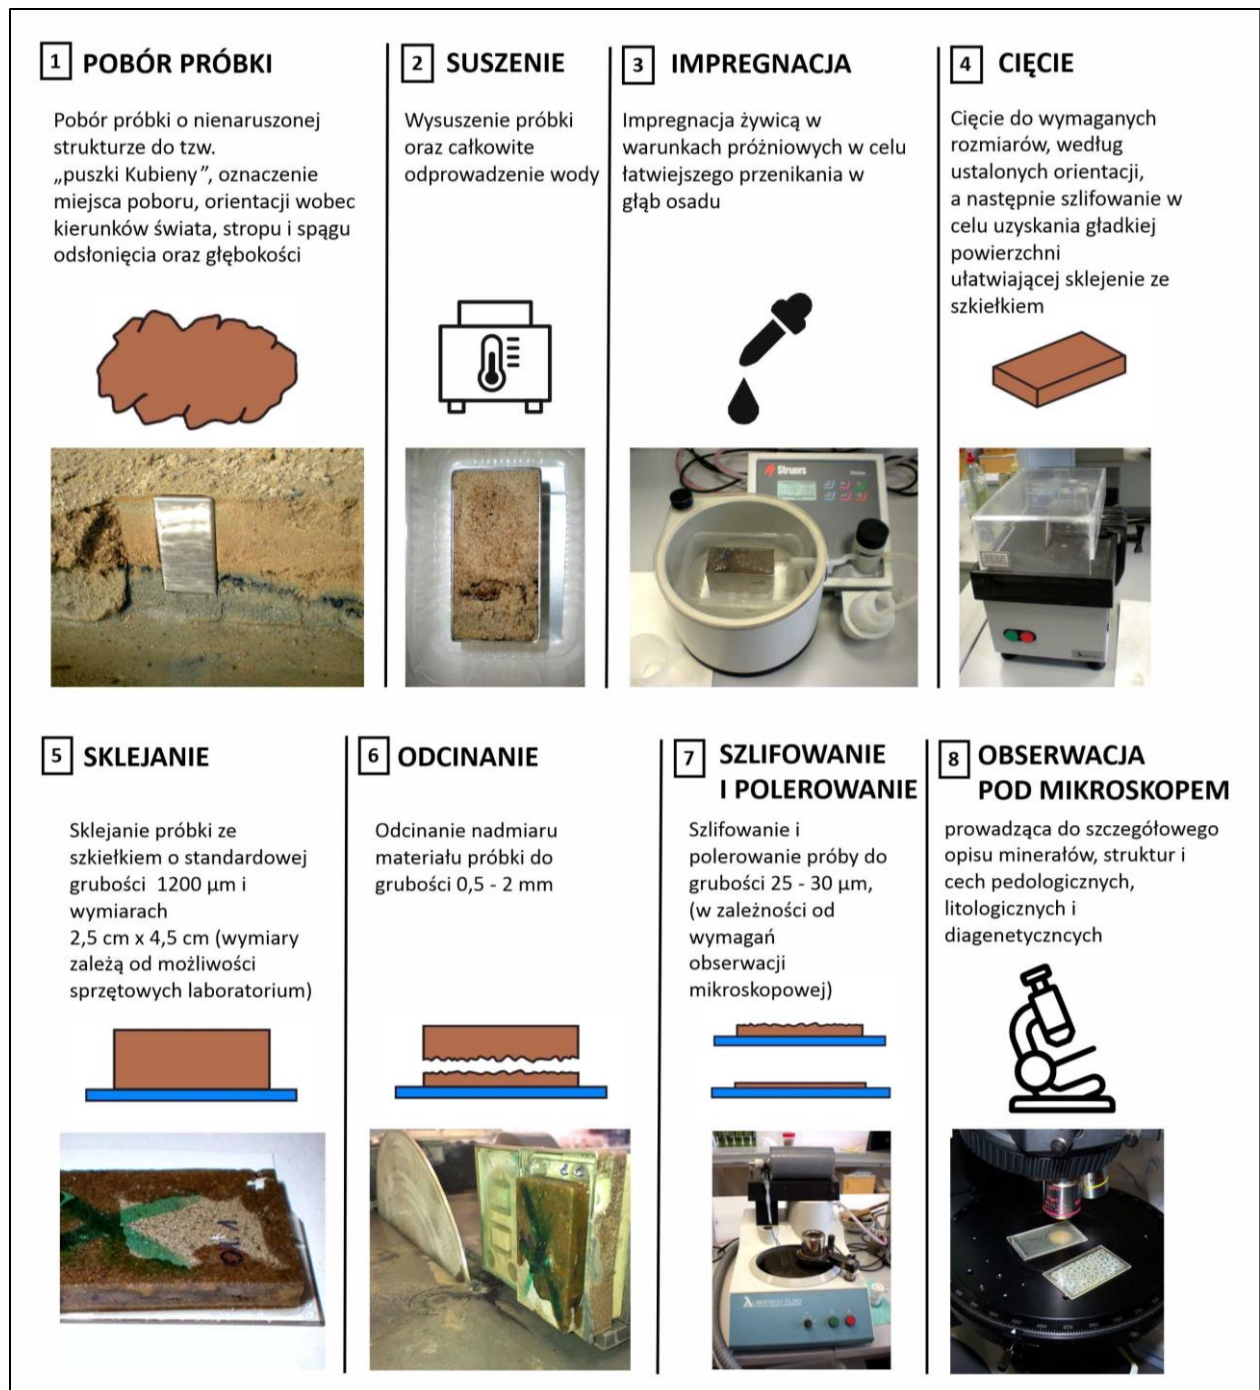 1 POBÓR PRÓBKI
Pobór próbki o nienaruszonej
strukturze do tzw.
„puszki Kubieny”, oznaczenie
miejsca poboru, orientacji wobec
kierunków świata, stropu i spągu
odsłonięcia oraz głębokości
2 SUSZENIE
Wysuszenie próbki
oraz całkowite
odprowadzenie wody
3 IMPREGNACJA
Impregnacja żywicą w
warunkach próżniowych w celu
łatwiejszego przenikania w
głąb osadu
Struers
4 CIĘCIE
Cięcie do wymaganych
rozmiarów, według
ustalonych orientacji,
a następnie szlifowanie w
celu uzyskania gładkiej
powierzchni
ułatwiającej sklejenie ze
szkiełkiem
5 SKLEJANIE
Sklejanie próbki ze
szkiełkiem o standardowej
grubości 1200 μm i
wymiarach
2,5 cm x 4,5 cm (wymiary
zależą od możliwości
sprzętowych laboratorium)
6 ODCINANIE
Odcinanie nadmiaru
materiału próbki do
grubości 0,5 - 2 mm
7 SZLIFOWANIE
I POLEROWANIE
Szlifowanie i
polerowanie próby do
grubości 25 - 30 μm,
(w zależności od
wymagań
obserwacji
mikroskopowej)
8 OBSERWACJA
POD MIKROSKOPEM
prowadząca do szczegółowego
opisu minerałów, struktur i
cech pedologicznych,
litologicznych i
diagenetyczncych